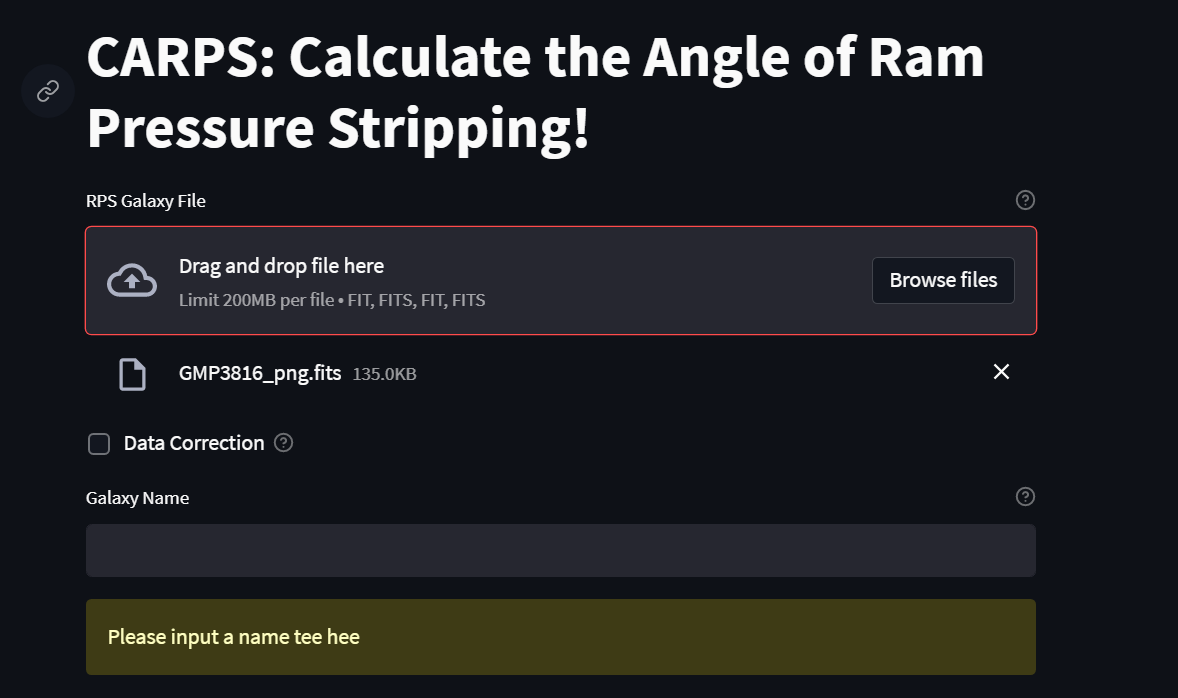 CARPS: Calculate the Angle of Ram
Pressure Stripping!
RPS Galaxy File
Drag and drop file here
Limit 200MB per file • FIT, FITS, FIT, FITS
Browse files
GMP3816_png.fits 135.0KB
Data Correction
Galaxy Name
Please input a name tee hee